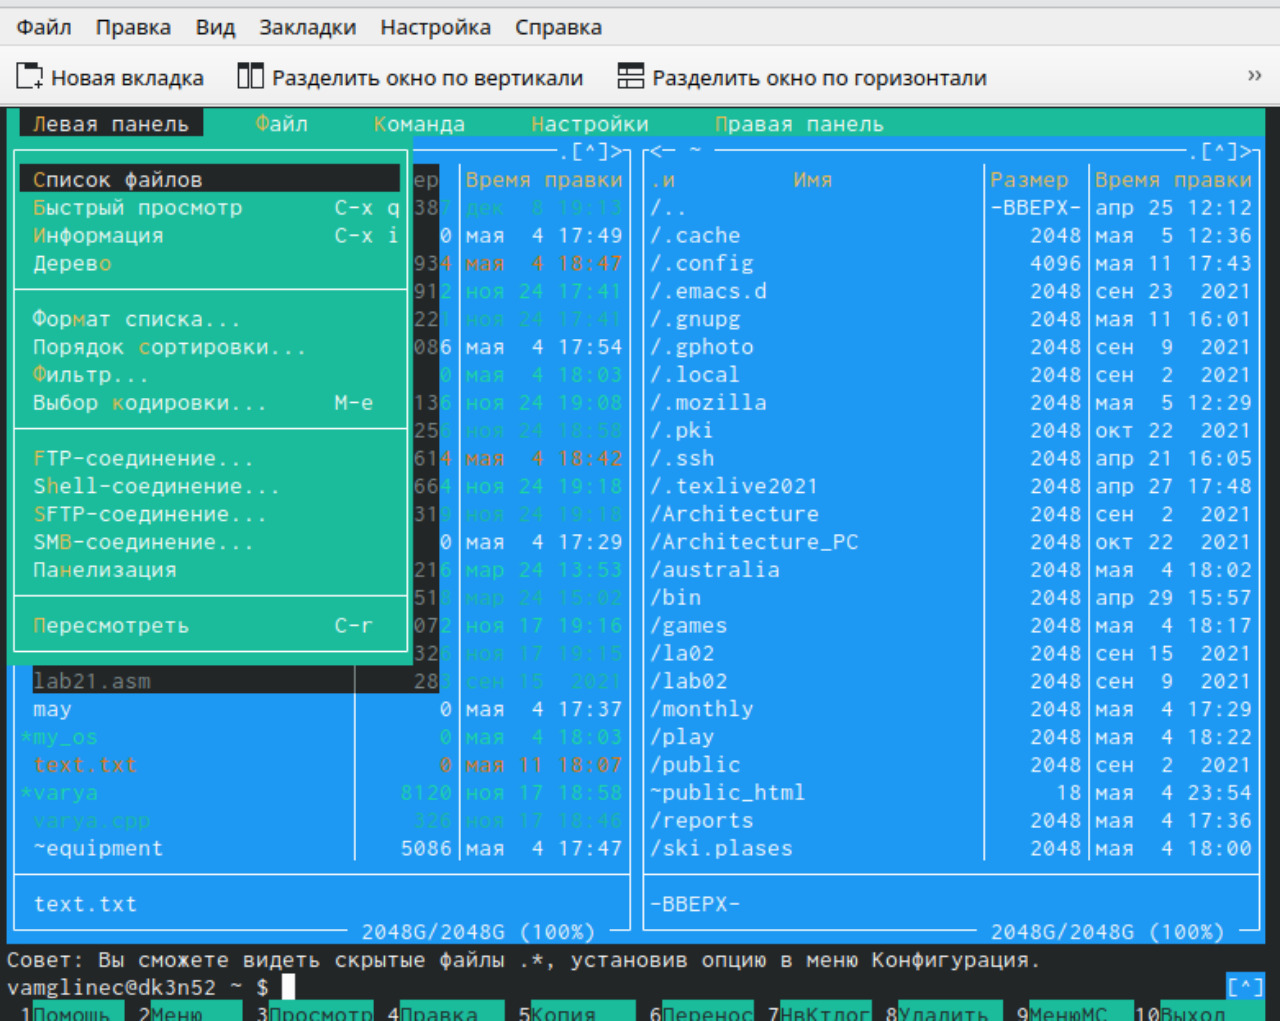 Файл Правка Вид Закладки Настройка Справка
Новая вкладка Разделить окно по вертикали Разделить окно по горизонтали »
Левая панель Файл Команда Настройки Правая панель
.[^]> <─ ~ .[^]>
Список файлов ер Время правки .и Имя Размер Время правки
Быстрый просмотр C-x q 387 дек 8 19:13 /.. -ВВЕРХ- апр 25 12:12
Информация C-x i 0 мая 4 17:49 /.cache 2048 мая 5 12:36
Дерево 934 мая 4 18:47 /.config 4096 мая 11 17:43
912 ноя 24 17:41 /.emacs.d 2048 сен 23 2021
Формат списка... 221 ноя 24 17:41 /.gnupg 2048 мая 11 16:01
Порядок сортировки... 086 мая 4 17:54 /.gphoto 2048 сен 9 2021
Фильтр... 0 мая 4 18:03 /.local 2048 сен 2 2021
Выбор кодировки... M-e 136 ноя 24 19:08 /.mozilla 2048 мая 5 12:29
256 ноя 24 18:58 /.pki 2048 окт 22 2021
FTP-соединение... 614 мая 4 18:42 /.ssh 2048 апр 21 16:05
Shell-соединение... 664 ноя 24 19:18 /.texlive2021 2048 апр 27 17:48
SFTP-соединение... 319 ноя 24 19:18 /Architecture 2048 сен 2 2021
SMB-соединение... 0 мая 4 17:29 /Architecture_PC 2048 окт 22 2021
Панелизация 216 мар 24 13:53 /australia 2048 мая 4 18:02
518 мар 24 15:02 /bin 2048 апр 29 15:57
Пересмотреть C-r 072 ноя 17 19:16 /games 2048 мая 4 18:17
326 ноя 17 19:15 /la02 2048 сен 15 2021
lab21.asm 283 сен 15 2021 /lab02 2048 сен 9 2021
may 0 мая 4 17:37 /monthly 2048 мая 4 17:29
*my_os 0 мая 4 18:03 /play 2048 мая 4 18:22
text.txt 0 мая 11 18:07 /public 2048 сен 2 2021
*varya 8120 ноя 17 18:58 ~public_html 18 мая 4 23:54
varya.cpp 326 ноя 17 18:46 /reports 2048 мая 4 17:36
~equipment 5086 мая 4 17:47 /ski.plases 2048 мая 4 18:00
text.txt -ВВЕРХ-
2048G/2048G (100%) 2048G/2048G (100%)
Совет: Вы сможете видеть скрытые файлы .*, установив опцию в меню Конфигурация.
vamglinec@dk3n52 ~ $ [^]
1Помощь 2Меню 3Просмотр 4Правка 5Копия 6Перенос 7НвКтлог 8Удалить 9МенюMC 10Выход